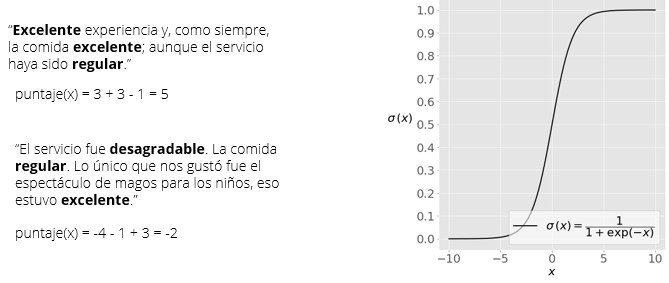 “Excelente experiencia y, como siempre,
la comida excelente; aunque el servicio
haya sido regular.”
puntaje(x) = 3 + 3 - 1 = 5
“El servicio fue desagradable. La comida
regular. Lo único que nos gustó fue el
espectáculo de magos para los niños, eso
estuvo excelente.”
puntaje(x) = -4 - 1 + 3 = -2
1.0
0.9
0.8
0.7
0.6
σ(x)
0.5
0.4
0.3
0.2
0.1
0.0
σ(x) = 1 / (1 + exp(−x))
−10 −5 0 5 10
x